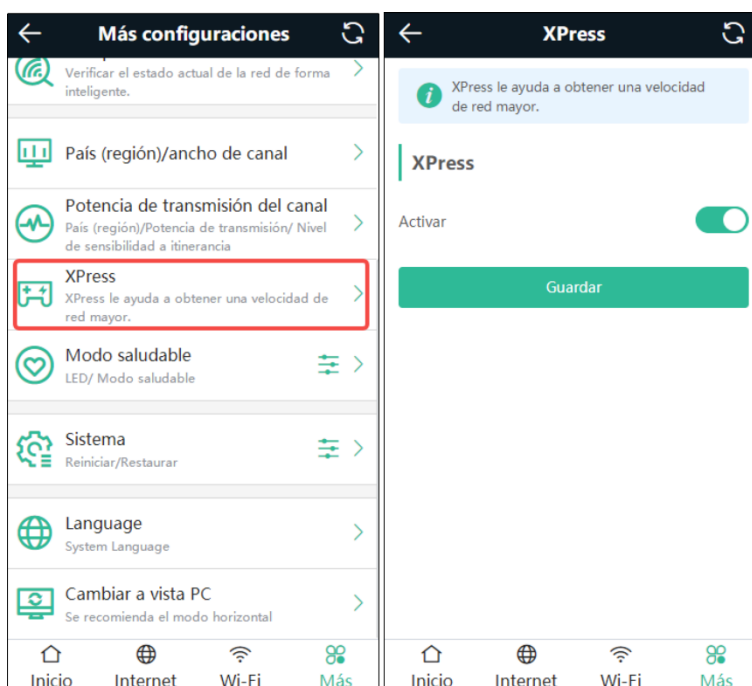 Más configuraciones
Verificar el estado actual de la red de forma
inteligente.
País (región)/ancho de canal
Potencia de transmisión del canal
País (región)/Potencia de transmisión/ Nivel
de sensibilidad a itinerancia
XPress
XPress le ayuda a obtener una velocidad de
red mayor.
Modo saludable
LED/ Modo saludable
Sistema
Reiniciar/Restaurar
Language
System Language
Cambiar a vista PC
Se recomienda el modo horizontal
Inicio Internet Wi-Fi Más
XPress
XPress le ayuda a obtener una velocidad
de red mayor.
XPress
Activar
Guardar
Inicio Internet Wi-Fi Más